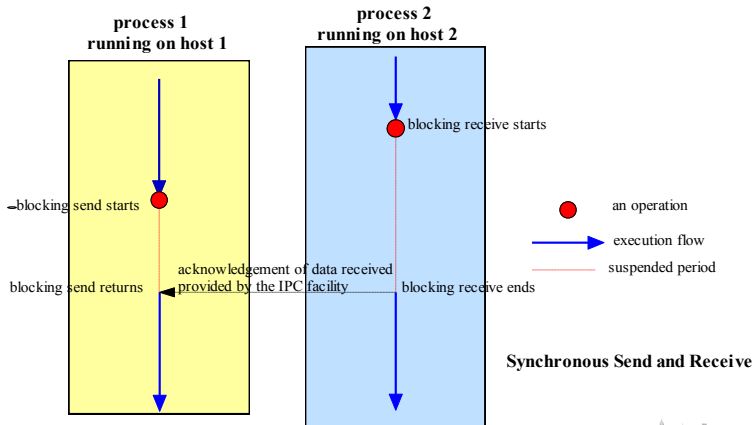 process 1
running on host 1
process 2
running on host 2
blocking receive starts
blocking send starts
an operation
execution flow
suspended period
acknowledgement of data received
provided by the IPC facility
blocking send returns
blocking receive ends
Synchronous Send and Receive